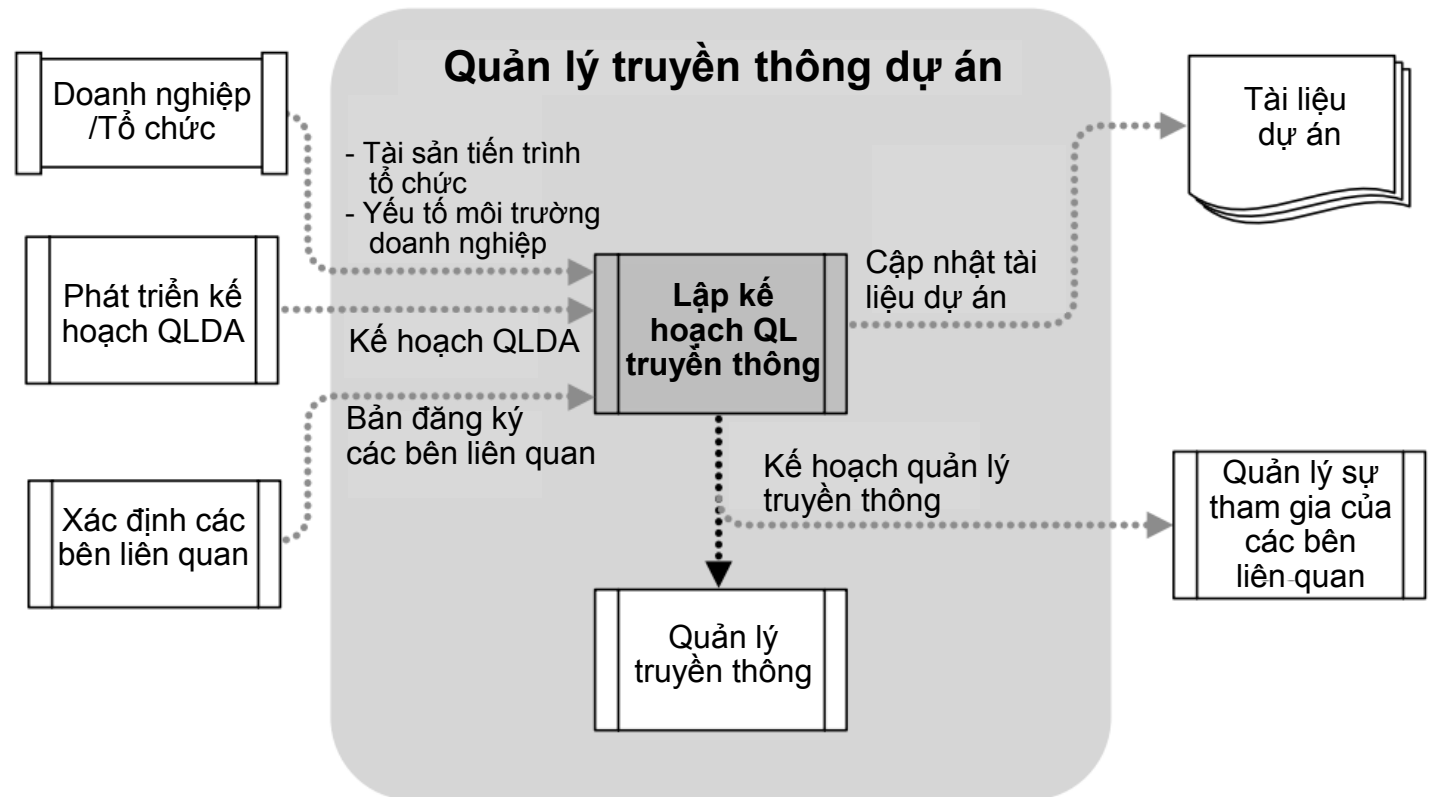 Quản lý truyền thông dự án
Doanh nghiệp
/Tổ chức
- Tài sản tiến trình
tổ chức
- Yếu tố môi trường
doanh nghiệp
Tài liệu
dự án
Phát triển kế
hoạch QLDA
Kế hoạch QLDA
Lập kế
hoạch QL
truyền thông
Cập nhật tài
liệu dự án
Bản đăng ký
các bên liên quan
Xác định các
bên liên quan
Kế hoạch quản lý
truyền thông
Quản lý sự
tham gia của
các bên
liên quan
Quản lý
truyền thông